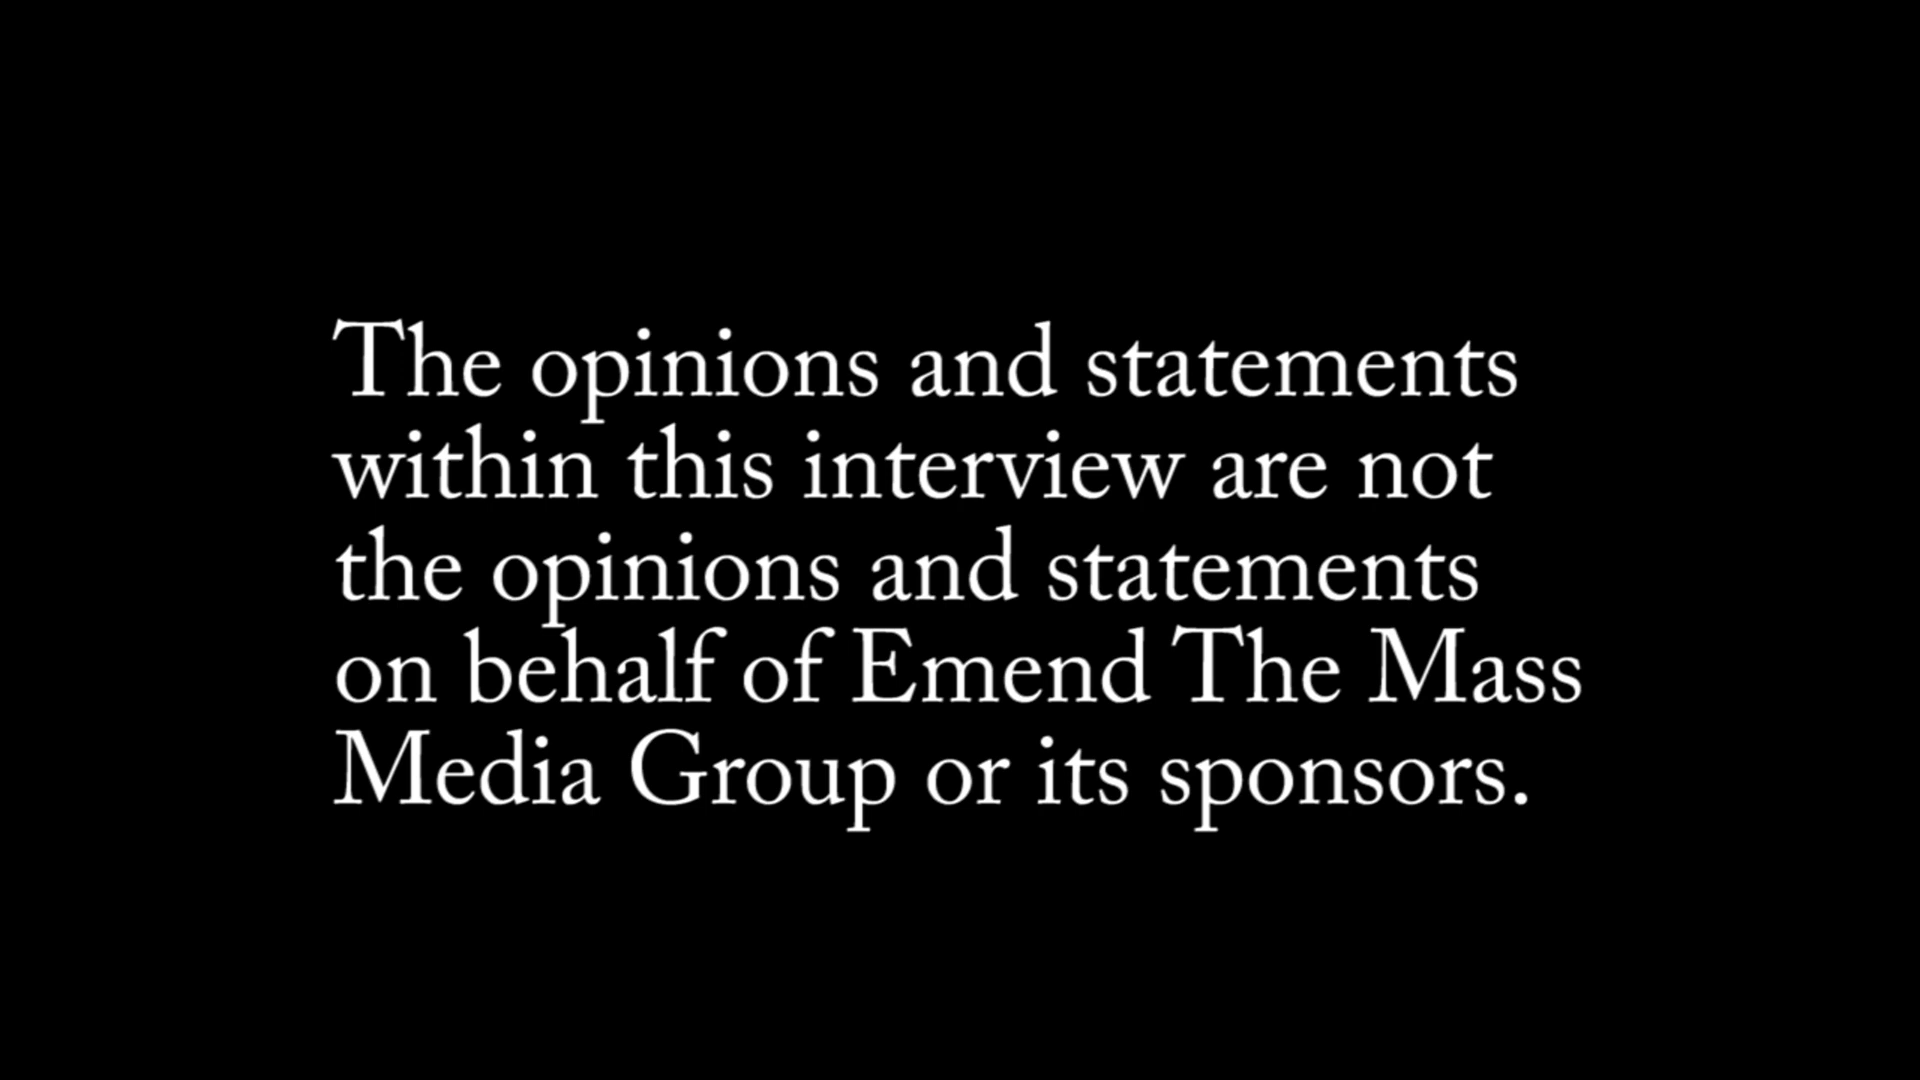 The opinions and statements
within this interview are not
the opinions and statements
on behalf of Emend The Mass
Media Group or its sponsors.